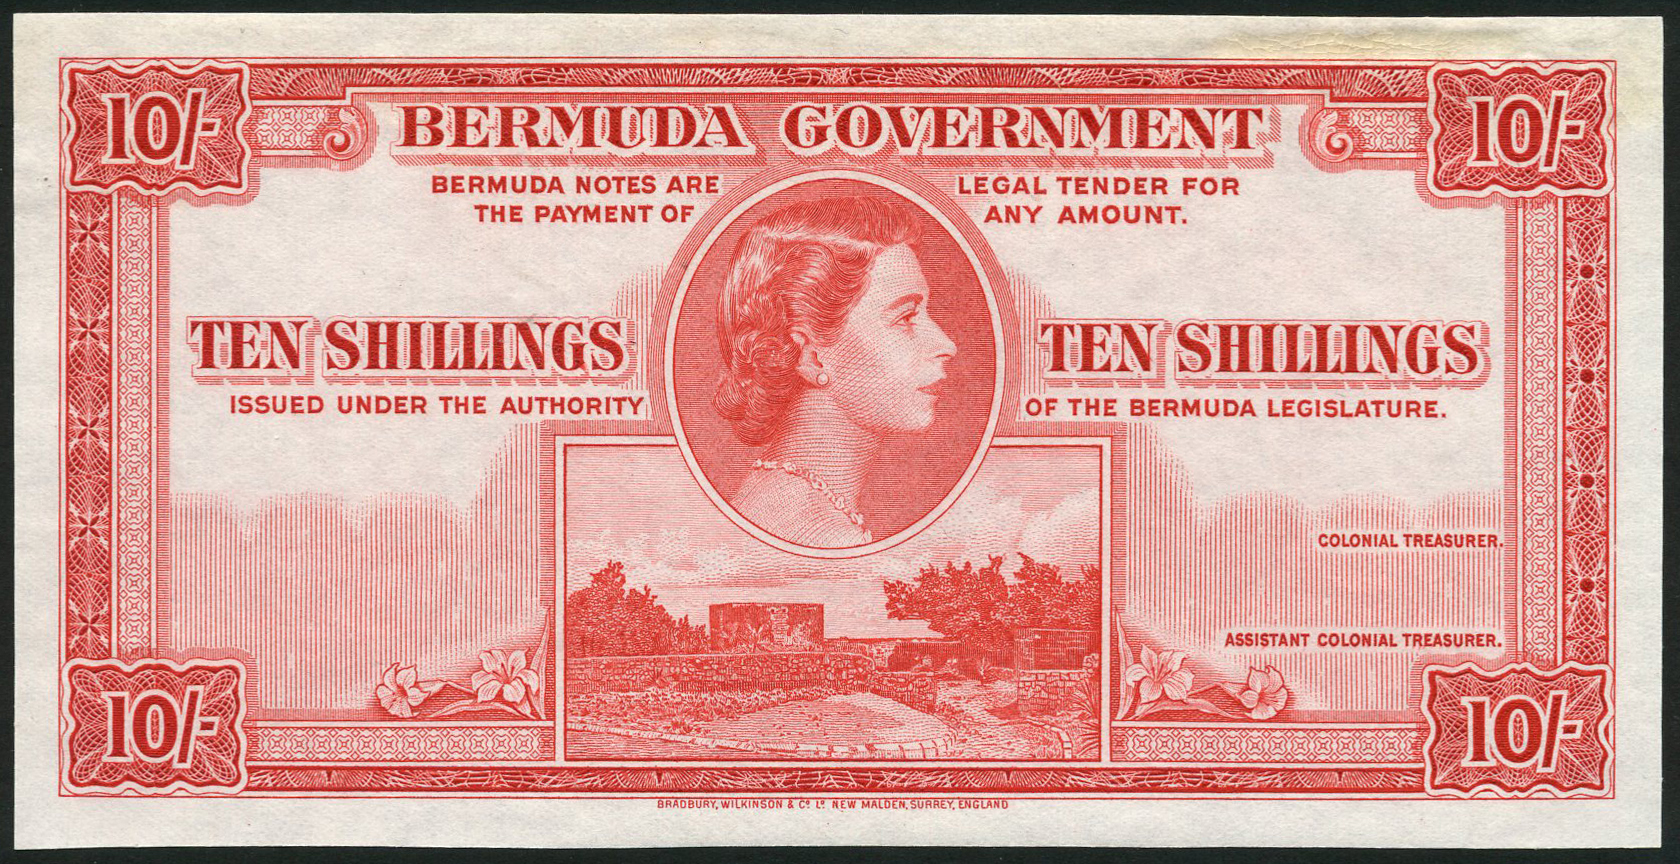 10/- 10/-
BERMUDA GOVERNMENT
BERMUDA NOTES ARE LEGAL TENDER FOR
THE PAYMENT OF ANY AMOUNT.
TEN SHILLINGS TEN SHILLINGS
ISSUED UNDER THE AUTHORITY OF THE BERMUDA LEGISLATURE.
COLONIAL TREASURER.
ASSISTANT COLONIAL TREASURER.
10/- 10/-
BRADBURY, WILKINSON & Cº Lº NEW MALDEN, SURREY, ENGLAND